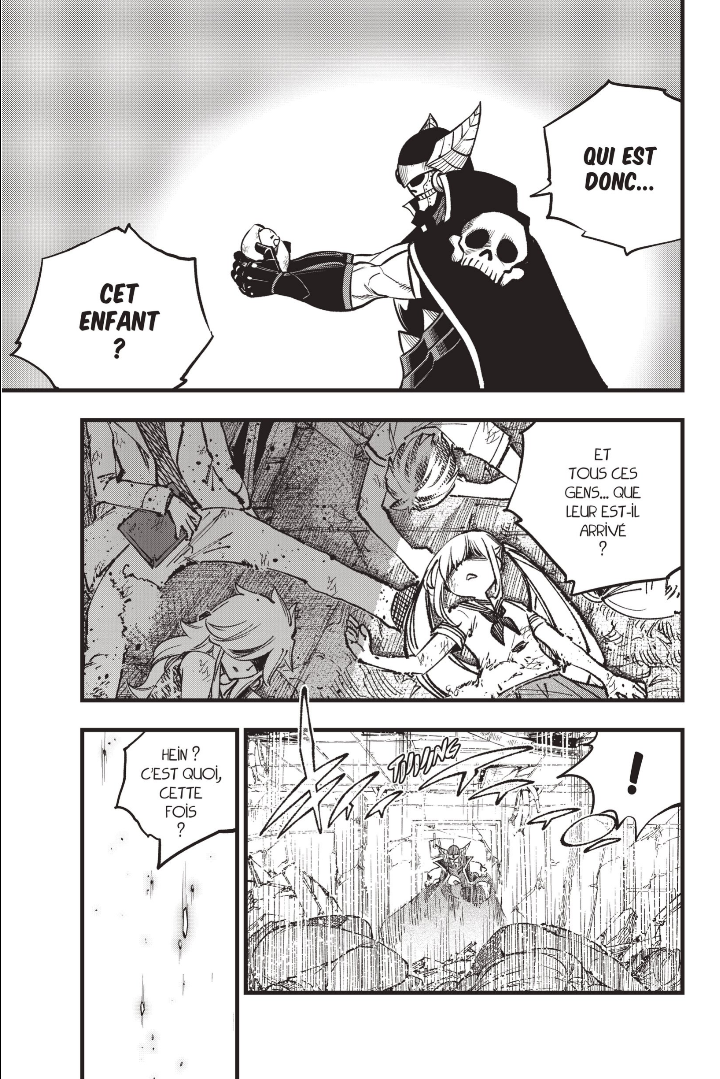 QUI EST
DONC...
CET
ENFANT
?
ET
TOUS CES
GENS... QUE
LEUR EST-IL
ARRIVÉ
?
!
HEIN ?
C'EST QUOI,
CETTE
FOIS
?